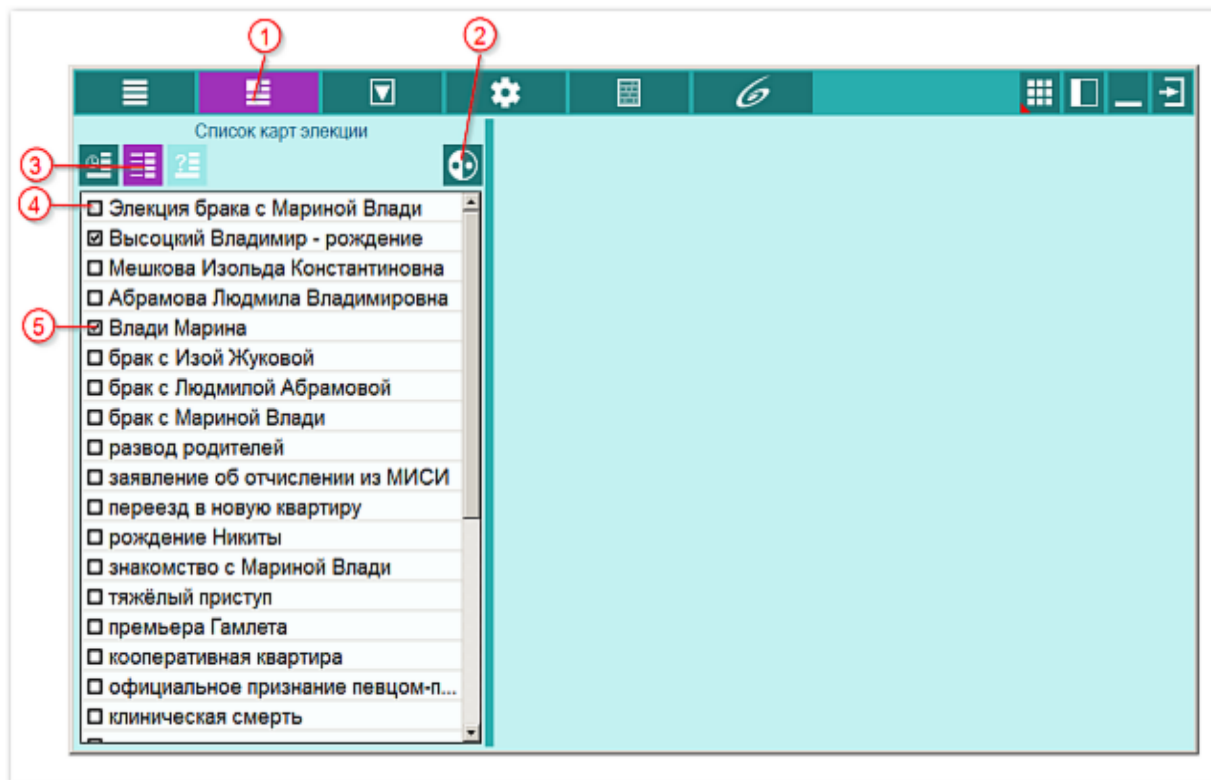 1
2
Список карт элекции
3
?
4
Элекция брака с Мариной Влади
Высоцкий Владимир - рождение
Мешкова Изольда Константиновна
Абрамова Людмила Владимировна
5
Влади Марина
брак с Изой Жуковой
брак с Людмилой Абрамовой
брак с Мариной Влади
развод родителей
заявление об отчислении из МИСИ
переезд в новую квартиру
рождение Никиты
знакомство с Мариной Влади
тяжёлый приступ
премьера Гамлета
кооперативная квартира
официальное признание певцом-п...
клиническая смерть